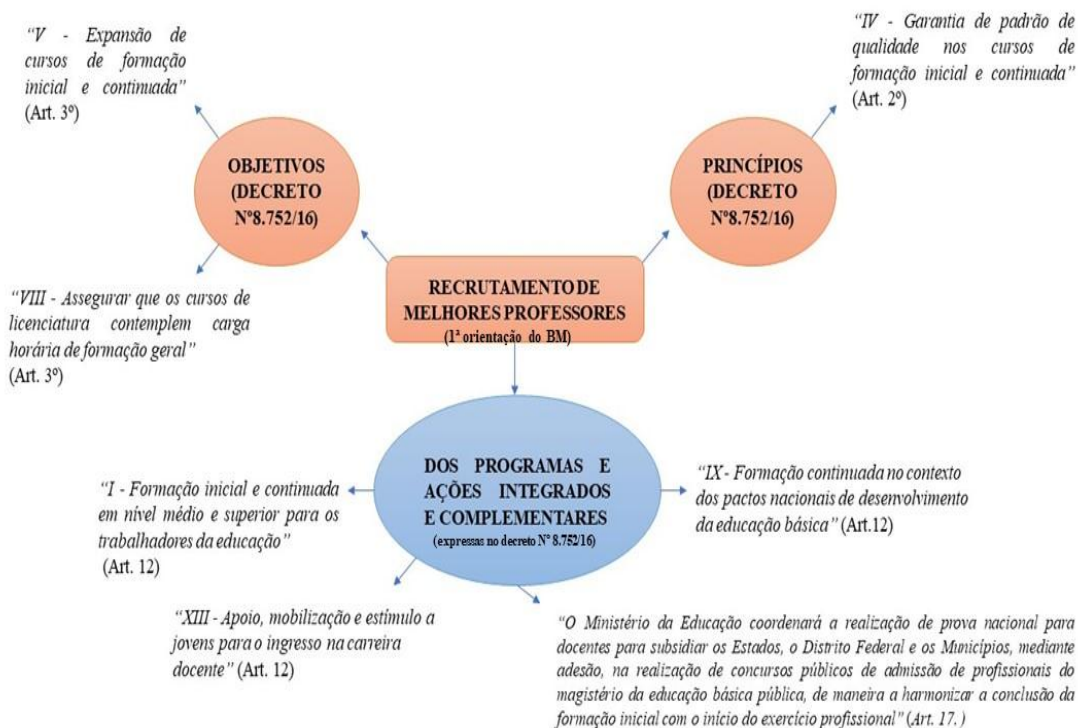 “V - Expansão de
cursos de formação
inicial e continuada”
(Art. 3º)
“IV - Garantia de padrão de
qualidade nos cursos de
formação inicial e continuada”
(Art. 2º)
OBJETIVOS
(DECRETO
Nº8.752/16)
PRINCÍPIOS
(DECRETO
Nº8.752/16)
“VIII - Assegurar que os cursos de
licenciatura contemplem carga
horária de formação geral”
(Art. 3º)
RECRUTAMENTO DE
MELHORES PROFESSORES
(1ª orientação do BM)
DOS PROGRAMAS E
AÇÕES INTEGRADOS
E COMPLEMENTARES
(expressas no decreto Nº 8.752/16)
“I - Formação inicial e continuada
em nível médio e superior para os
trabalhadores da educação”
(Art. 12)
“IX - Formação continuada no contexto
dos pactos nacionais de desenvolvimento
da educação básica” (Art.12)
“XIII - Apoio, mobilização e estímulo a
jovens para o ingresso na carreira
docente” (Art. 12)
“O Ministério da Educação coordenará a realização de prova nacional para
docentes para subsidiar os Estados, o Distrito Federal e os Municípios, mediante
adesão, na realização de concursos públicos de admissão de profissionais do
magistério da educação básica pública, de maneira a harmonizar a conclusão da
formação inicial com o início do exercício profissional” (Art. 17. )